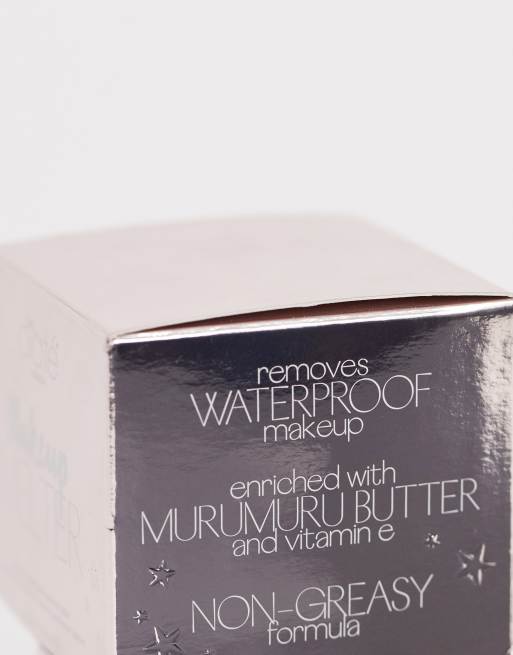 removes
WATERPROOF
makeup
enriched with
MURUMURU BUTTER
and vitamin e
NON-GREASY
formula